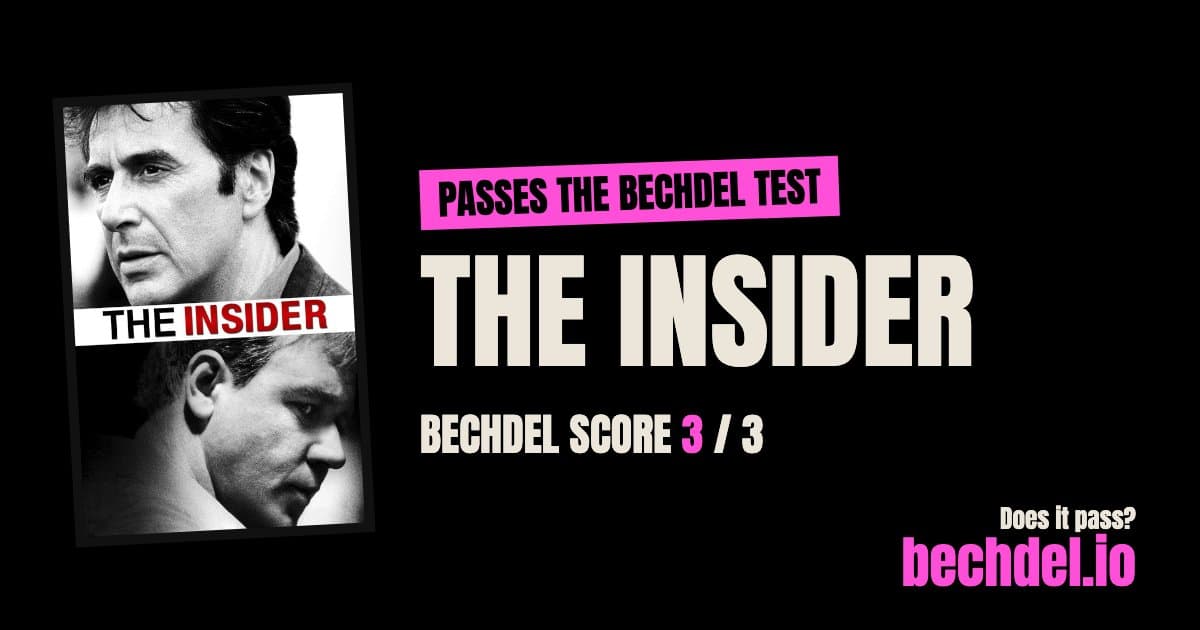 THE INSIDER
PASSES THE BECHDEL TEST
THE INSIDER
BECHDEL SCORE 3 / 3
Does it pass?
bechdel.io